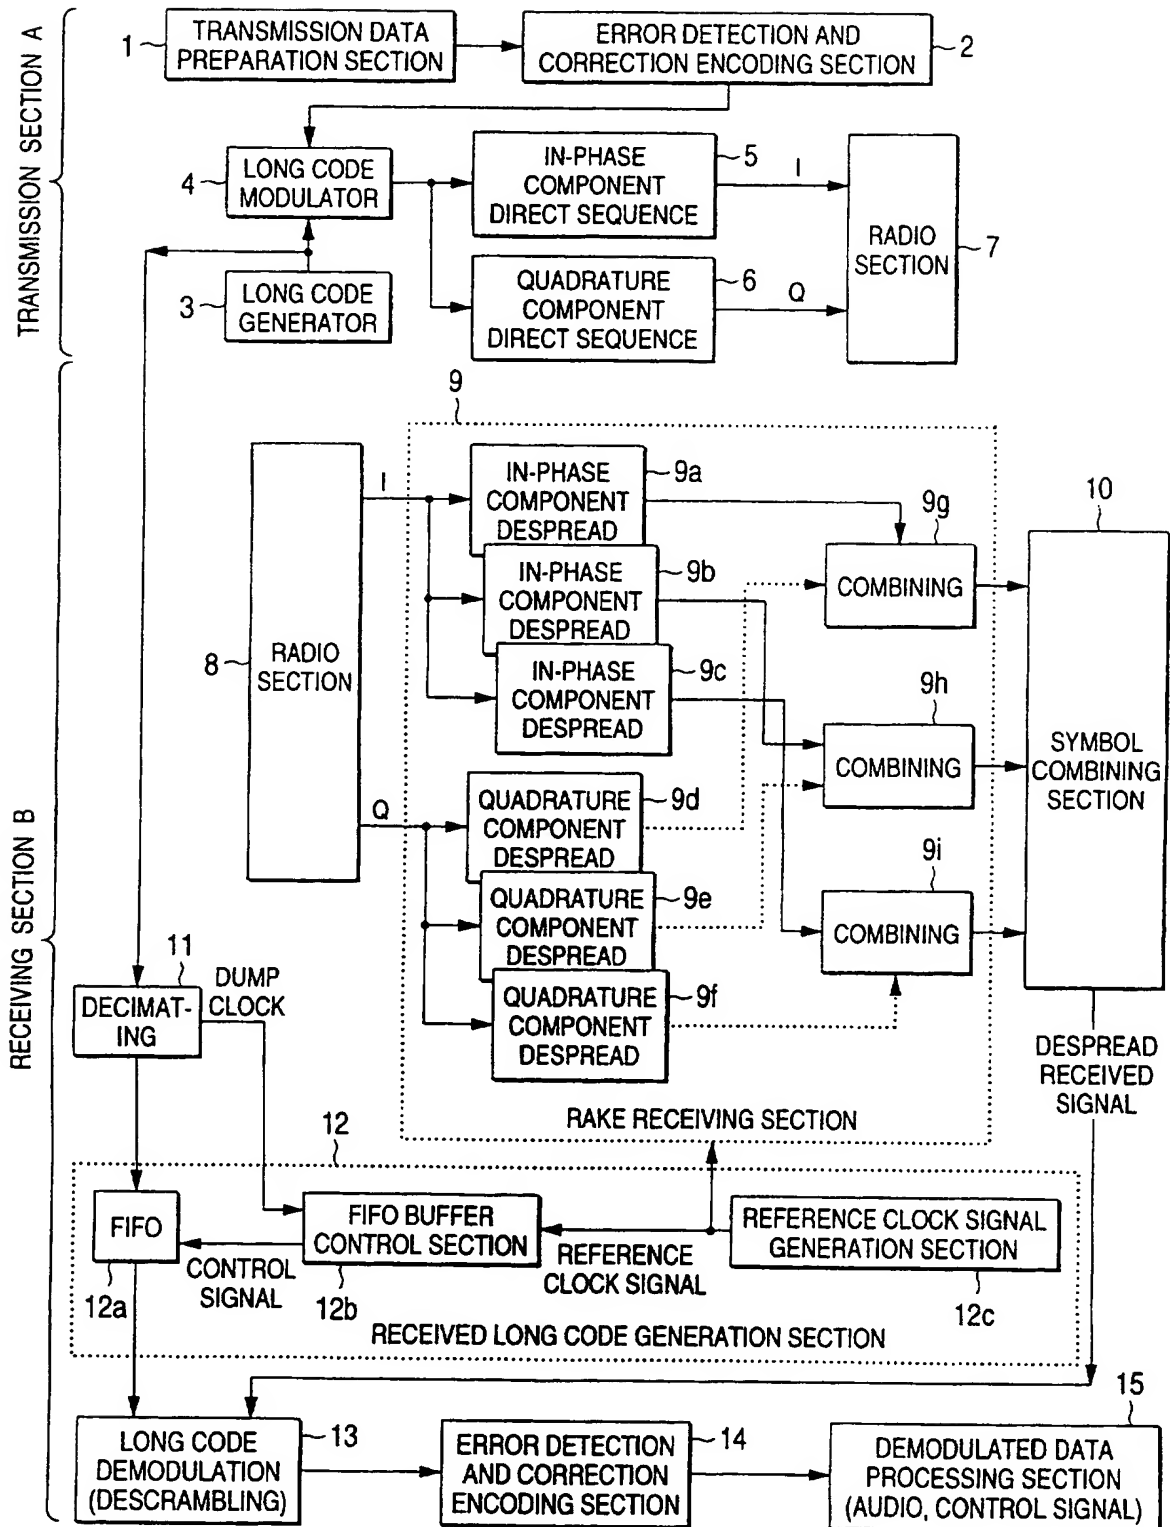 TRANSMISSION SECTION A
1
TRANSMISSION DATA
PREPARATION SECTION
ERROR DETECTION AND
CORRECTION ENCODING SECTION
2
4
LONG CODE
MODULATOR
IN-PHASE
COMPONENT
DIRECT SEQUENCE
5
I
RADIO
SECTION
7
3
LONG CODE
GENERATOR
QUADRATURE
COMPONENT
DIRECT SEQUENCE
6
Q
RECEIVING SECTION B
9
8
RADIO
SECTION
I
IN-PHASE
COMPONENT
DESPREAD
9a
IN-PHASE
COMPONENT
DESPREAD
9b
IN-PHASE
COMPONENT
DESPREAD
9c
9g
COMBINING
9h
COMBINING
10
SYMBOL
COMBINING
SECTION
Q
QUADRATURE
COMPONENT
DESPREAD
9d
QUADRATURE
COMPONENT
DESPREAD
9e
QUADRATURE
COMPONENT
DESPREAD
9f
9i
COMBINING
11
DECIMAT-
ING
DUMP
CLOCK
DESPREAD
RECEIVED
SIGNAL
RAKE RECEIVING SECTION
12
FIFO
12a
CONTROL
SIGNAL
FIFO BUFFER
CONTROL SECTION
12b
REFERENCE
CLOCK SIGNAL
REFERENCE CLOCK SIGNAL
GENERATION SECTION
12c
RECEIVED LONG CODE GENERATION SECTION
LONG CODE
DEMODULATION
(DESCRAMBLING)
13
ERROR DETECTION
AND CORRECTION
ENCODING SECTION
14
15
DEMODULATED DATA
PROCESSING SECTION
(AUDIO, CONTROL SIGNAL)